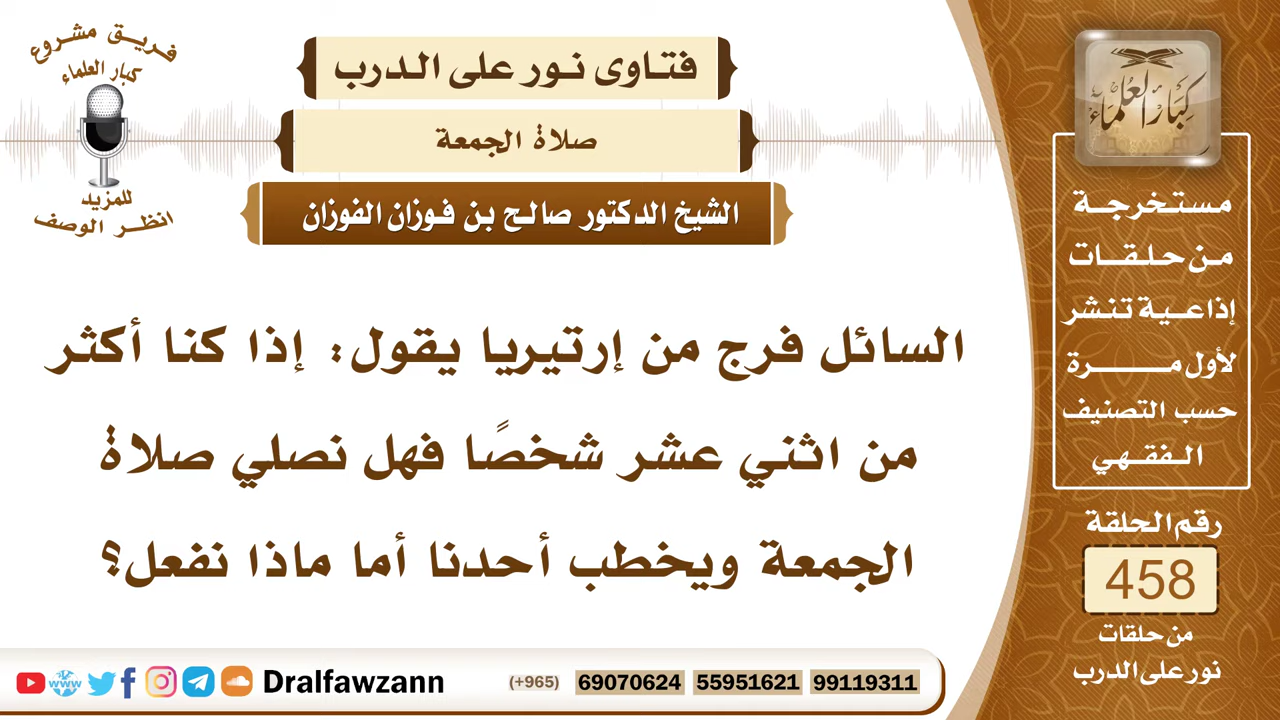 فريق مشروع
كبار العلماء
للمزيد
انظر الوصف
فتاوى نور على الدرب
صلاة الجمعة
الشيخ الدكتور صالح بن فوزان الفوزان
السائل فرج من إرتيريا يقول: إذا كنا أكثر
من اثني عشر شخصًا فهل نصلي صلاة
الجمعة ويخطب أحدنا أما ماذا نفعل؟
كبار العلماء
مستخرجة
من حلقات
إذاعية تنشر
لأول مرة
حسب التصنيف
الفقهي
رقم الحلقة
458
من حلقات
نور على الدرب
www
Dralfawzann
(+965) 69070624 55951621 99119311